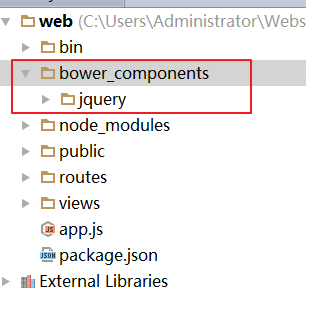 web (C:\Users\Administrator\Webs
bin
bower_components
jquery
node_modules
public
routes
views
JS app.js
JSON package.json
External Libraries